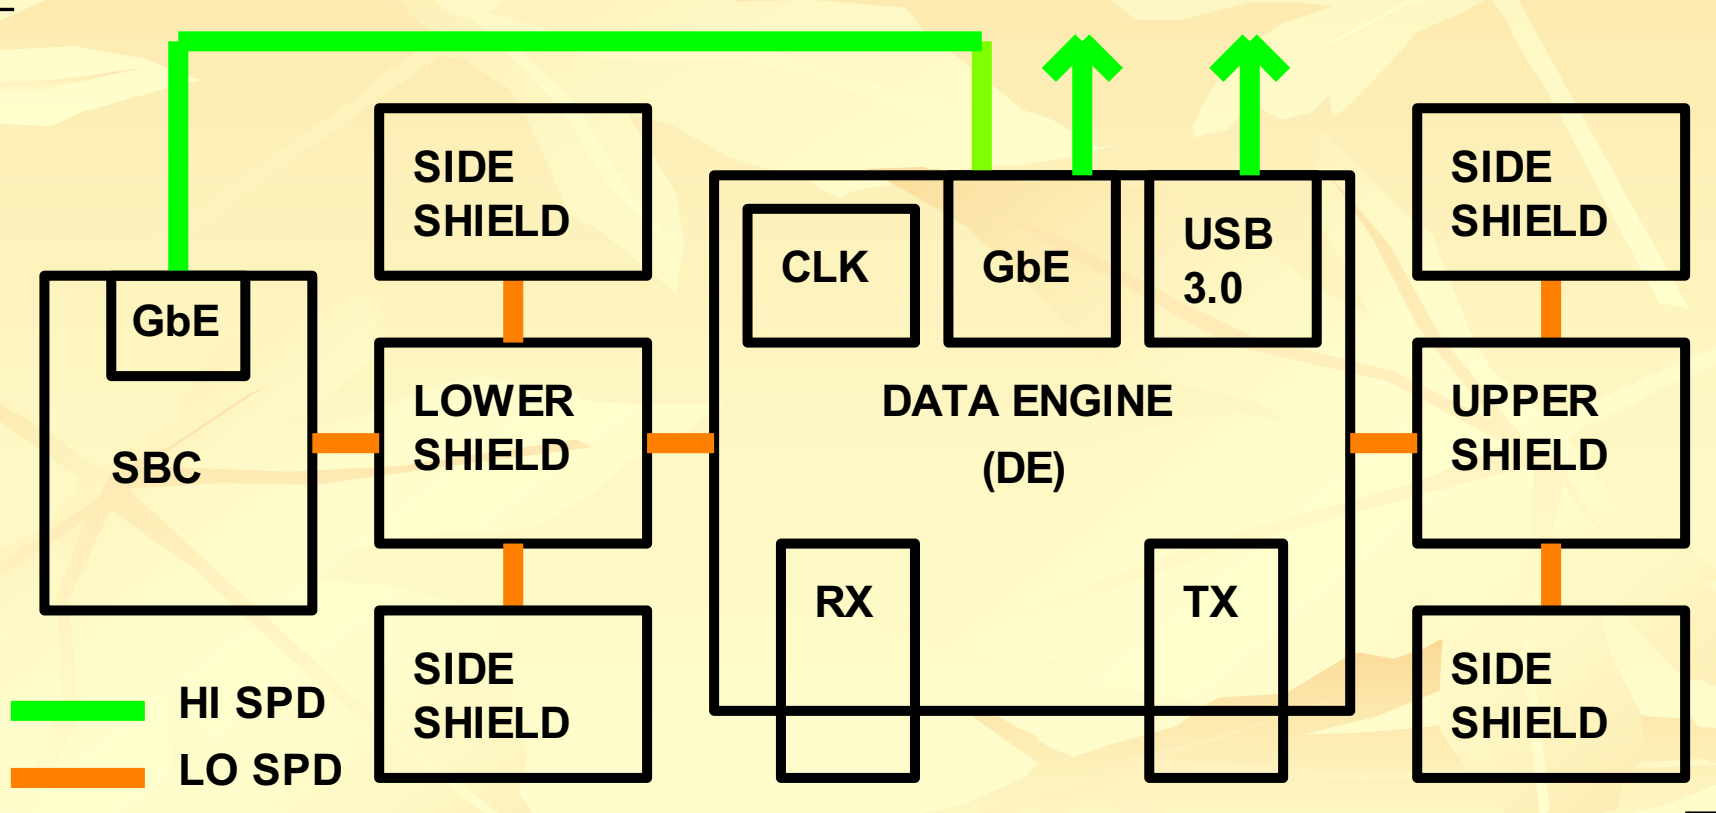 SIDE
SHIELD
SIDE
SHIELD
CLK
GbE
USB
3.0
GbE
SBC
LOWER
SHIELD
DATA ENGINE
(DE)
UPPER
SHIELD
RX
TX
SIDE
SHIELD
SIDE
SHIELD
HI SPD
LO SPD